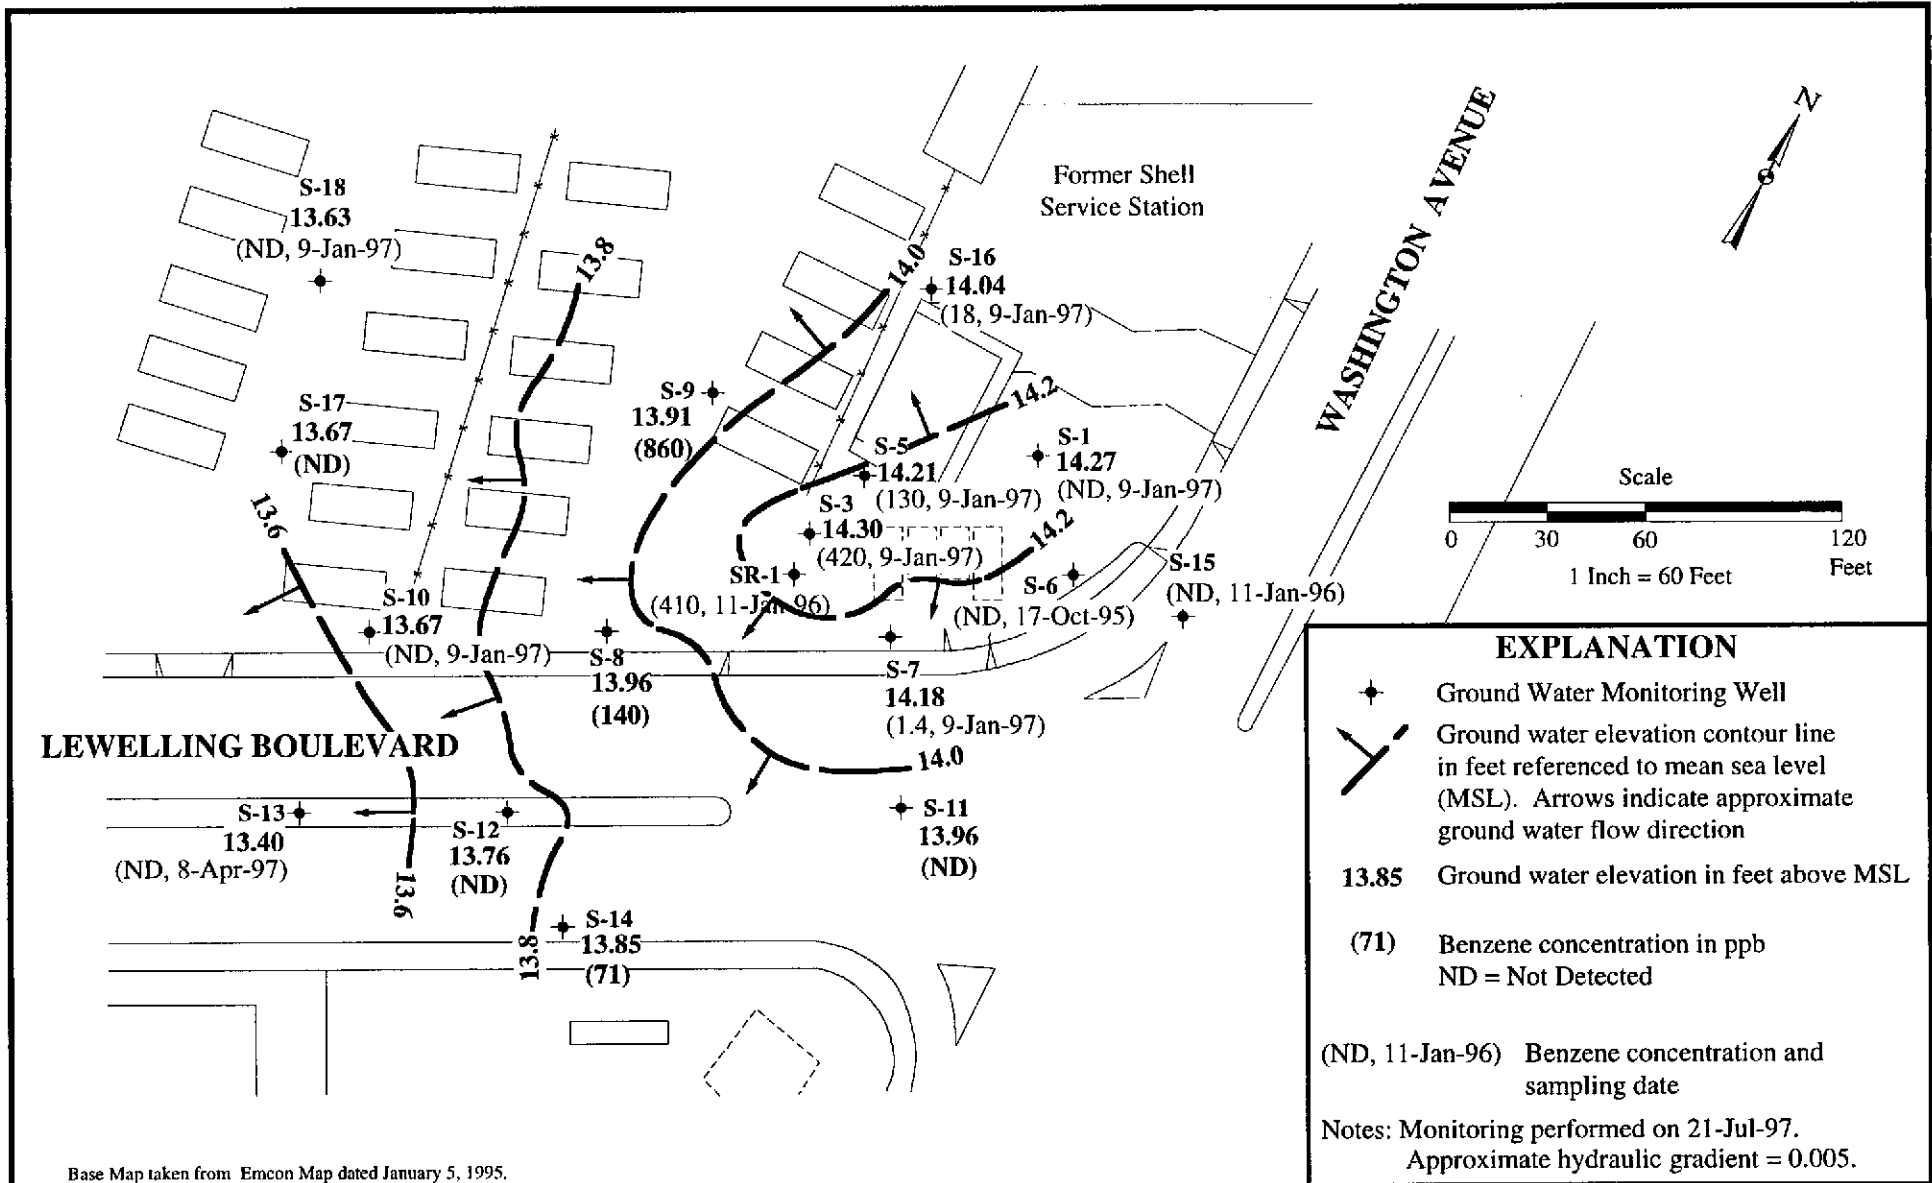 S-18
13.63
(ND, 9-Jan-97)
13.8
14.0
Former Shell
Service Station
WASHINGTON AVENUE
N
S-16
14.04
(18, 9-Jan-97)
S-9
13.91
(860)
14.2
S-17
13.67
(ND)
S-5
14.21
(130, 9-Jan-97)
S-1
14.27
(ND, 9-Jan-97)
Scale
0 30 60 120
Feet
1 Inch = 60 Feet
13.6
S-3
14.30
(420, 9-Jan-97)
14.2
SR-1
(410, 11-Jan-96)
S-6
(ND, 17-Oct-95)
S-15
(ND, 11-Jan-96)
S-10
13.67
(ND, 9-Jan-97)
S-8
13.96
(140)
S-7
14.18
(1.4, 9-Jan-97)
14.0
LEWELLING BOULEVARD
S-13
13.40
(ND, 8-Apr-97)
13.6
S-12
13.76
(ND)
S-11
13.96
(ND)
13.8
S-14
13.85
(71)
EXPLANATION
Ground Water Monitoring Well
Ground water elevation contour line
in feet referenced to mean sea level
(MSL). Arrows indicate approximate
ground water flow direction
13.85 Ground water elevation in feet above MSL
(71) Benzene concentration in ppb
ND = Not Detected
(ND, 11-Jan-96) Benzene concentration and
sampling date
Notes: Monitoring performed on 21-Jul-97.
Approximate hydraulic gradient = 0.005.
Base Map taken from Emcon Map dated January 5, 1995.